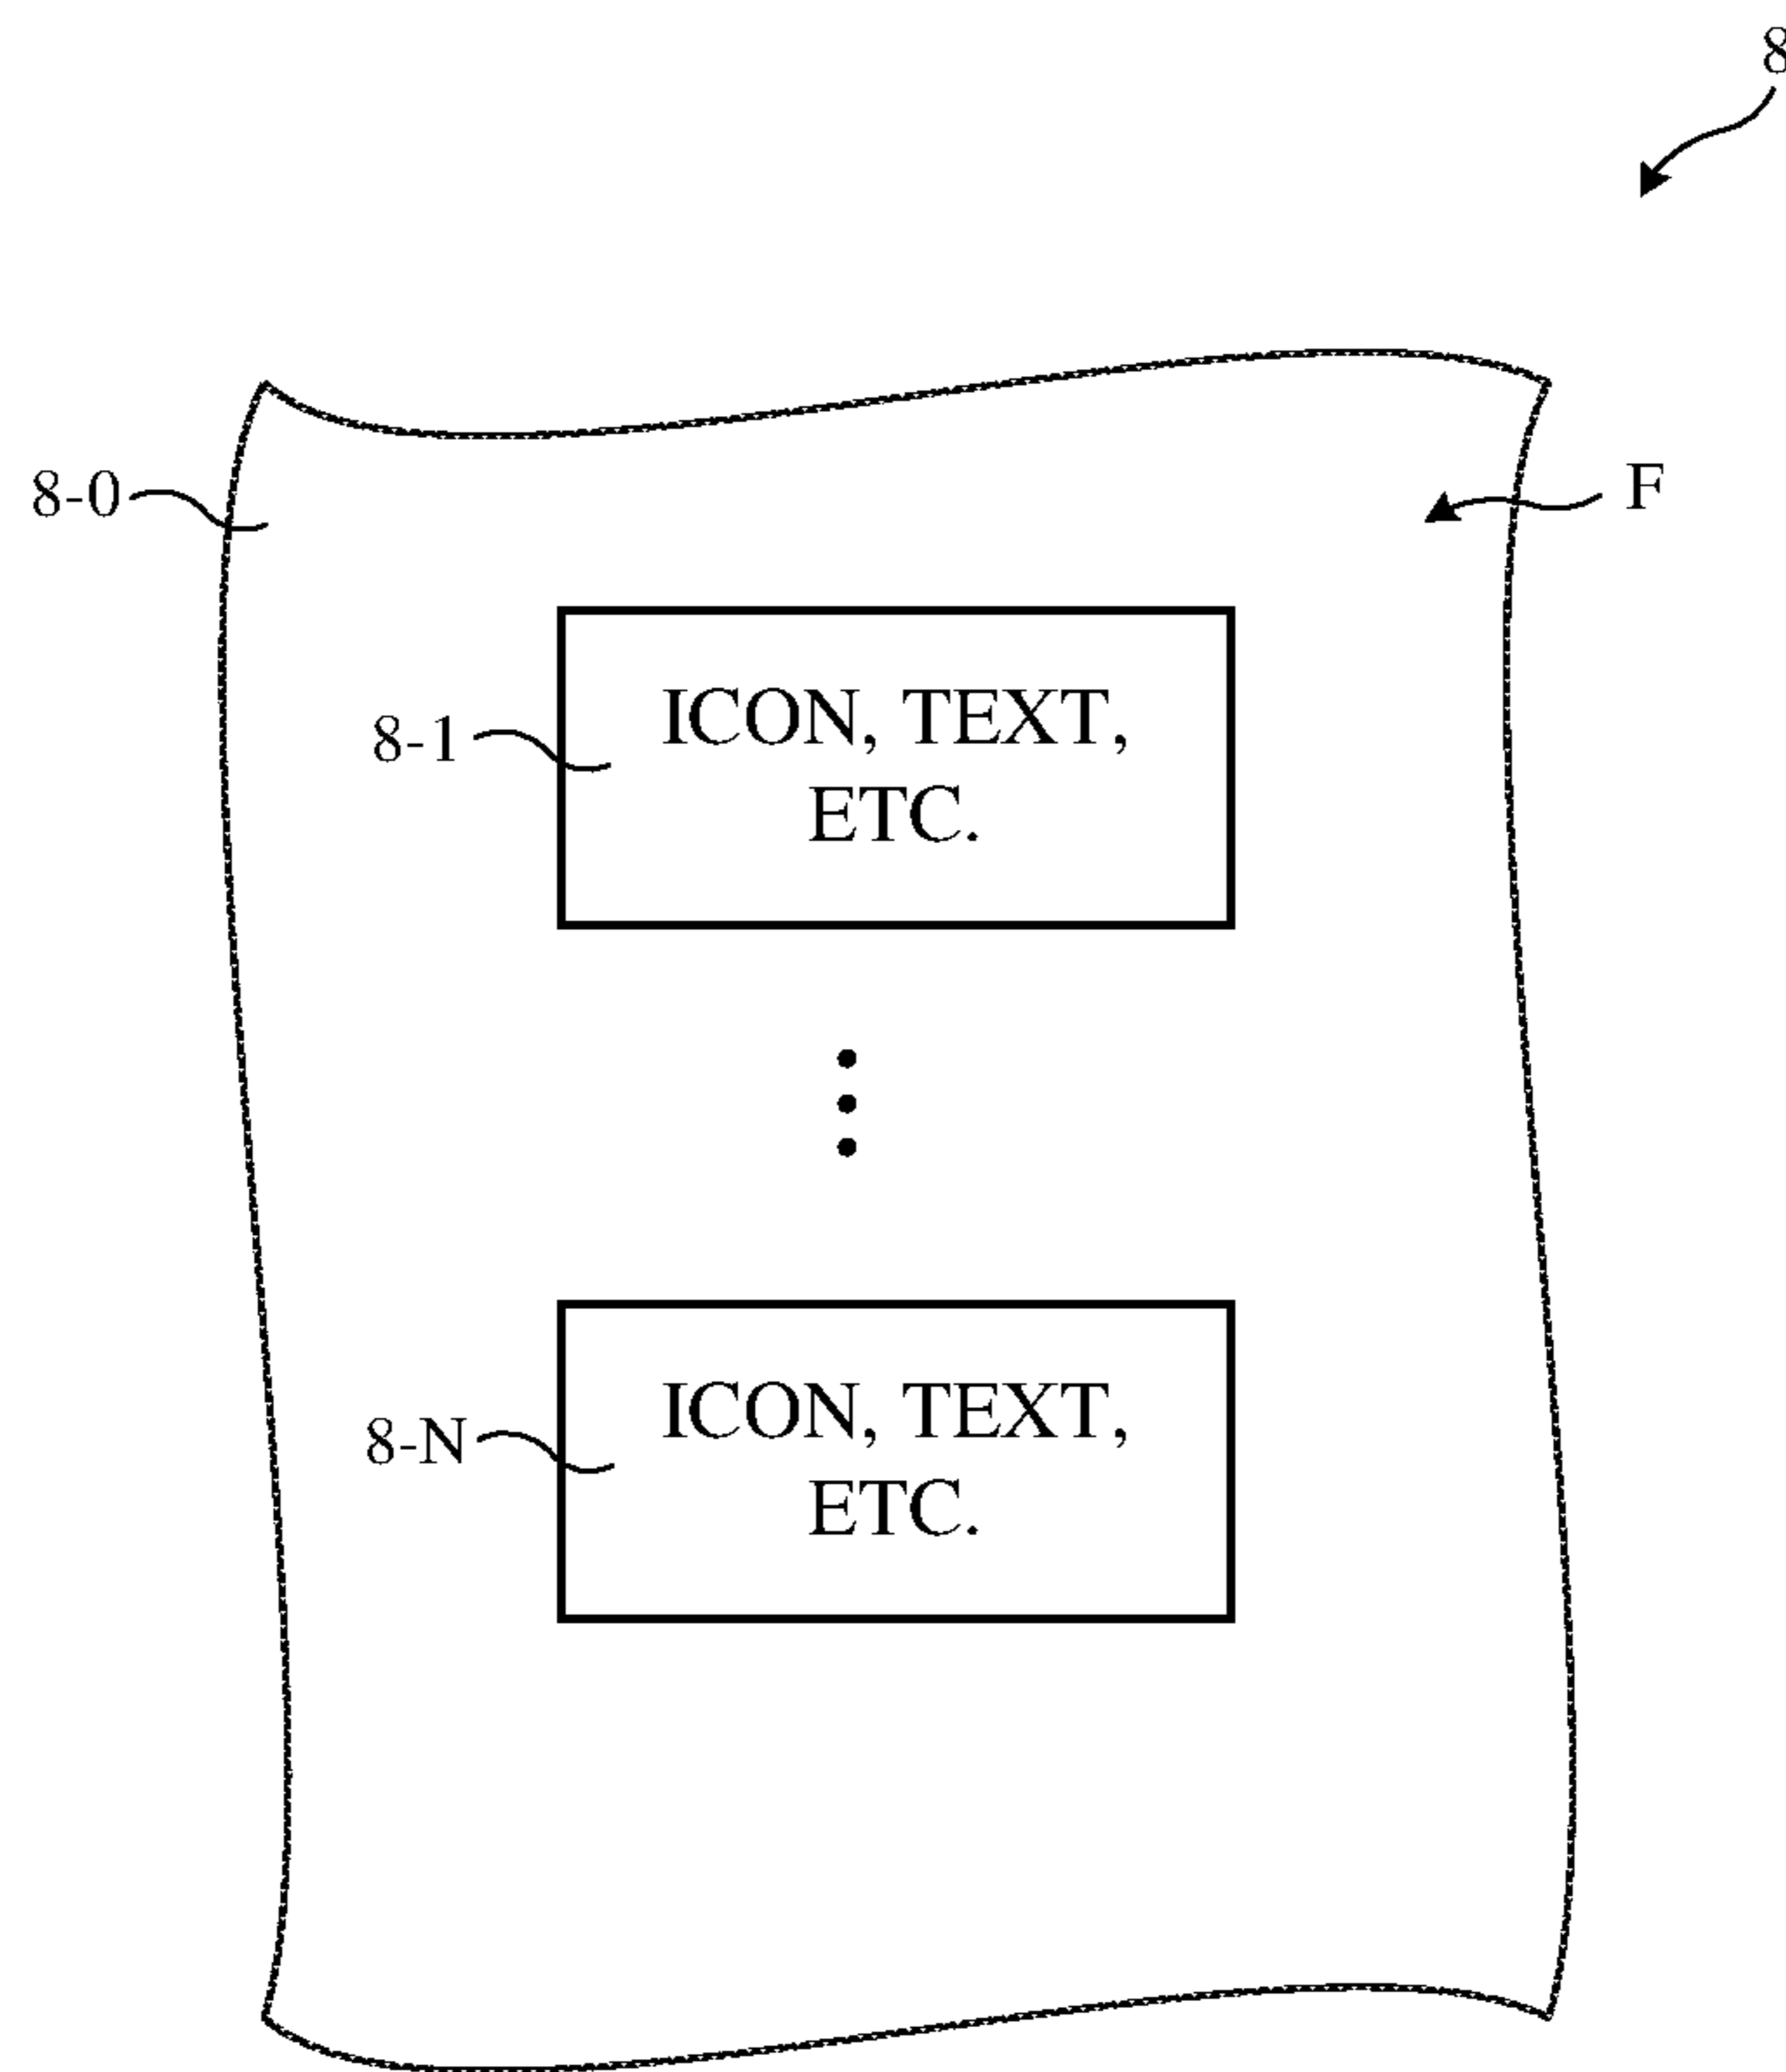 8
8-0
F
ICON, TEXT,
8-1
ETC.
ICON, TEXT,
8-N
ETC.